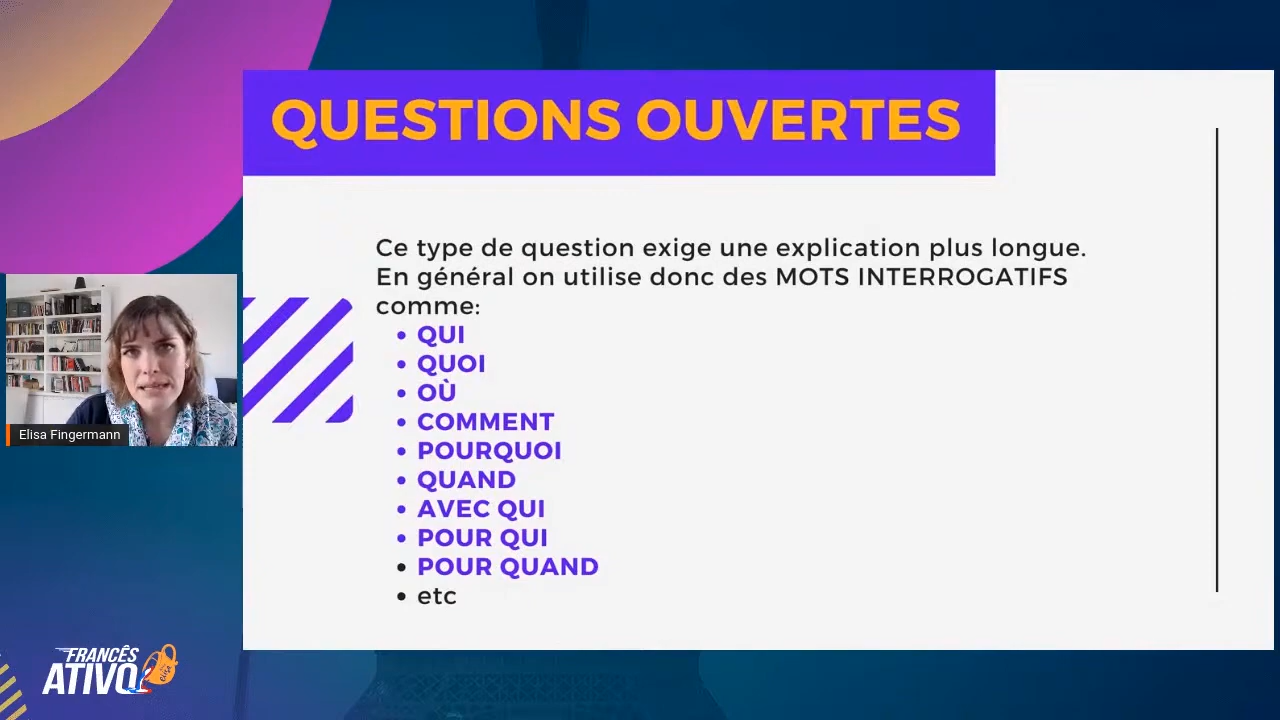 QUESTIONS OUVERTES
Ce type de question exige une explication plus longue.
En général on utilise donc des MOTS INTERROGATIFS
comme:
• QUI
• QUOI
• OÙ
• COMMENT
• POURQUOI
• QUAND
• AVEC QUI
• POUR QUI
• POUR QUAND
• etc
Elisa Fingermann
FRANCÊS
ATIVO
elisa